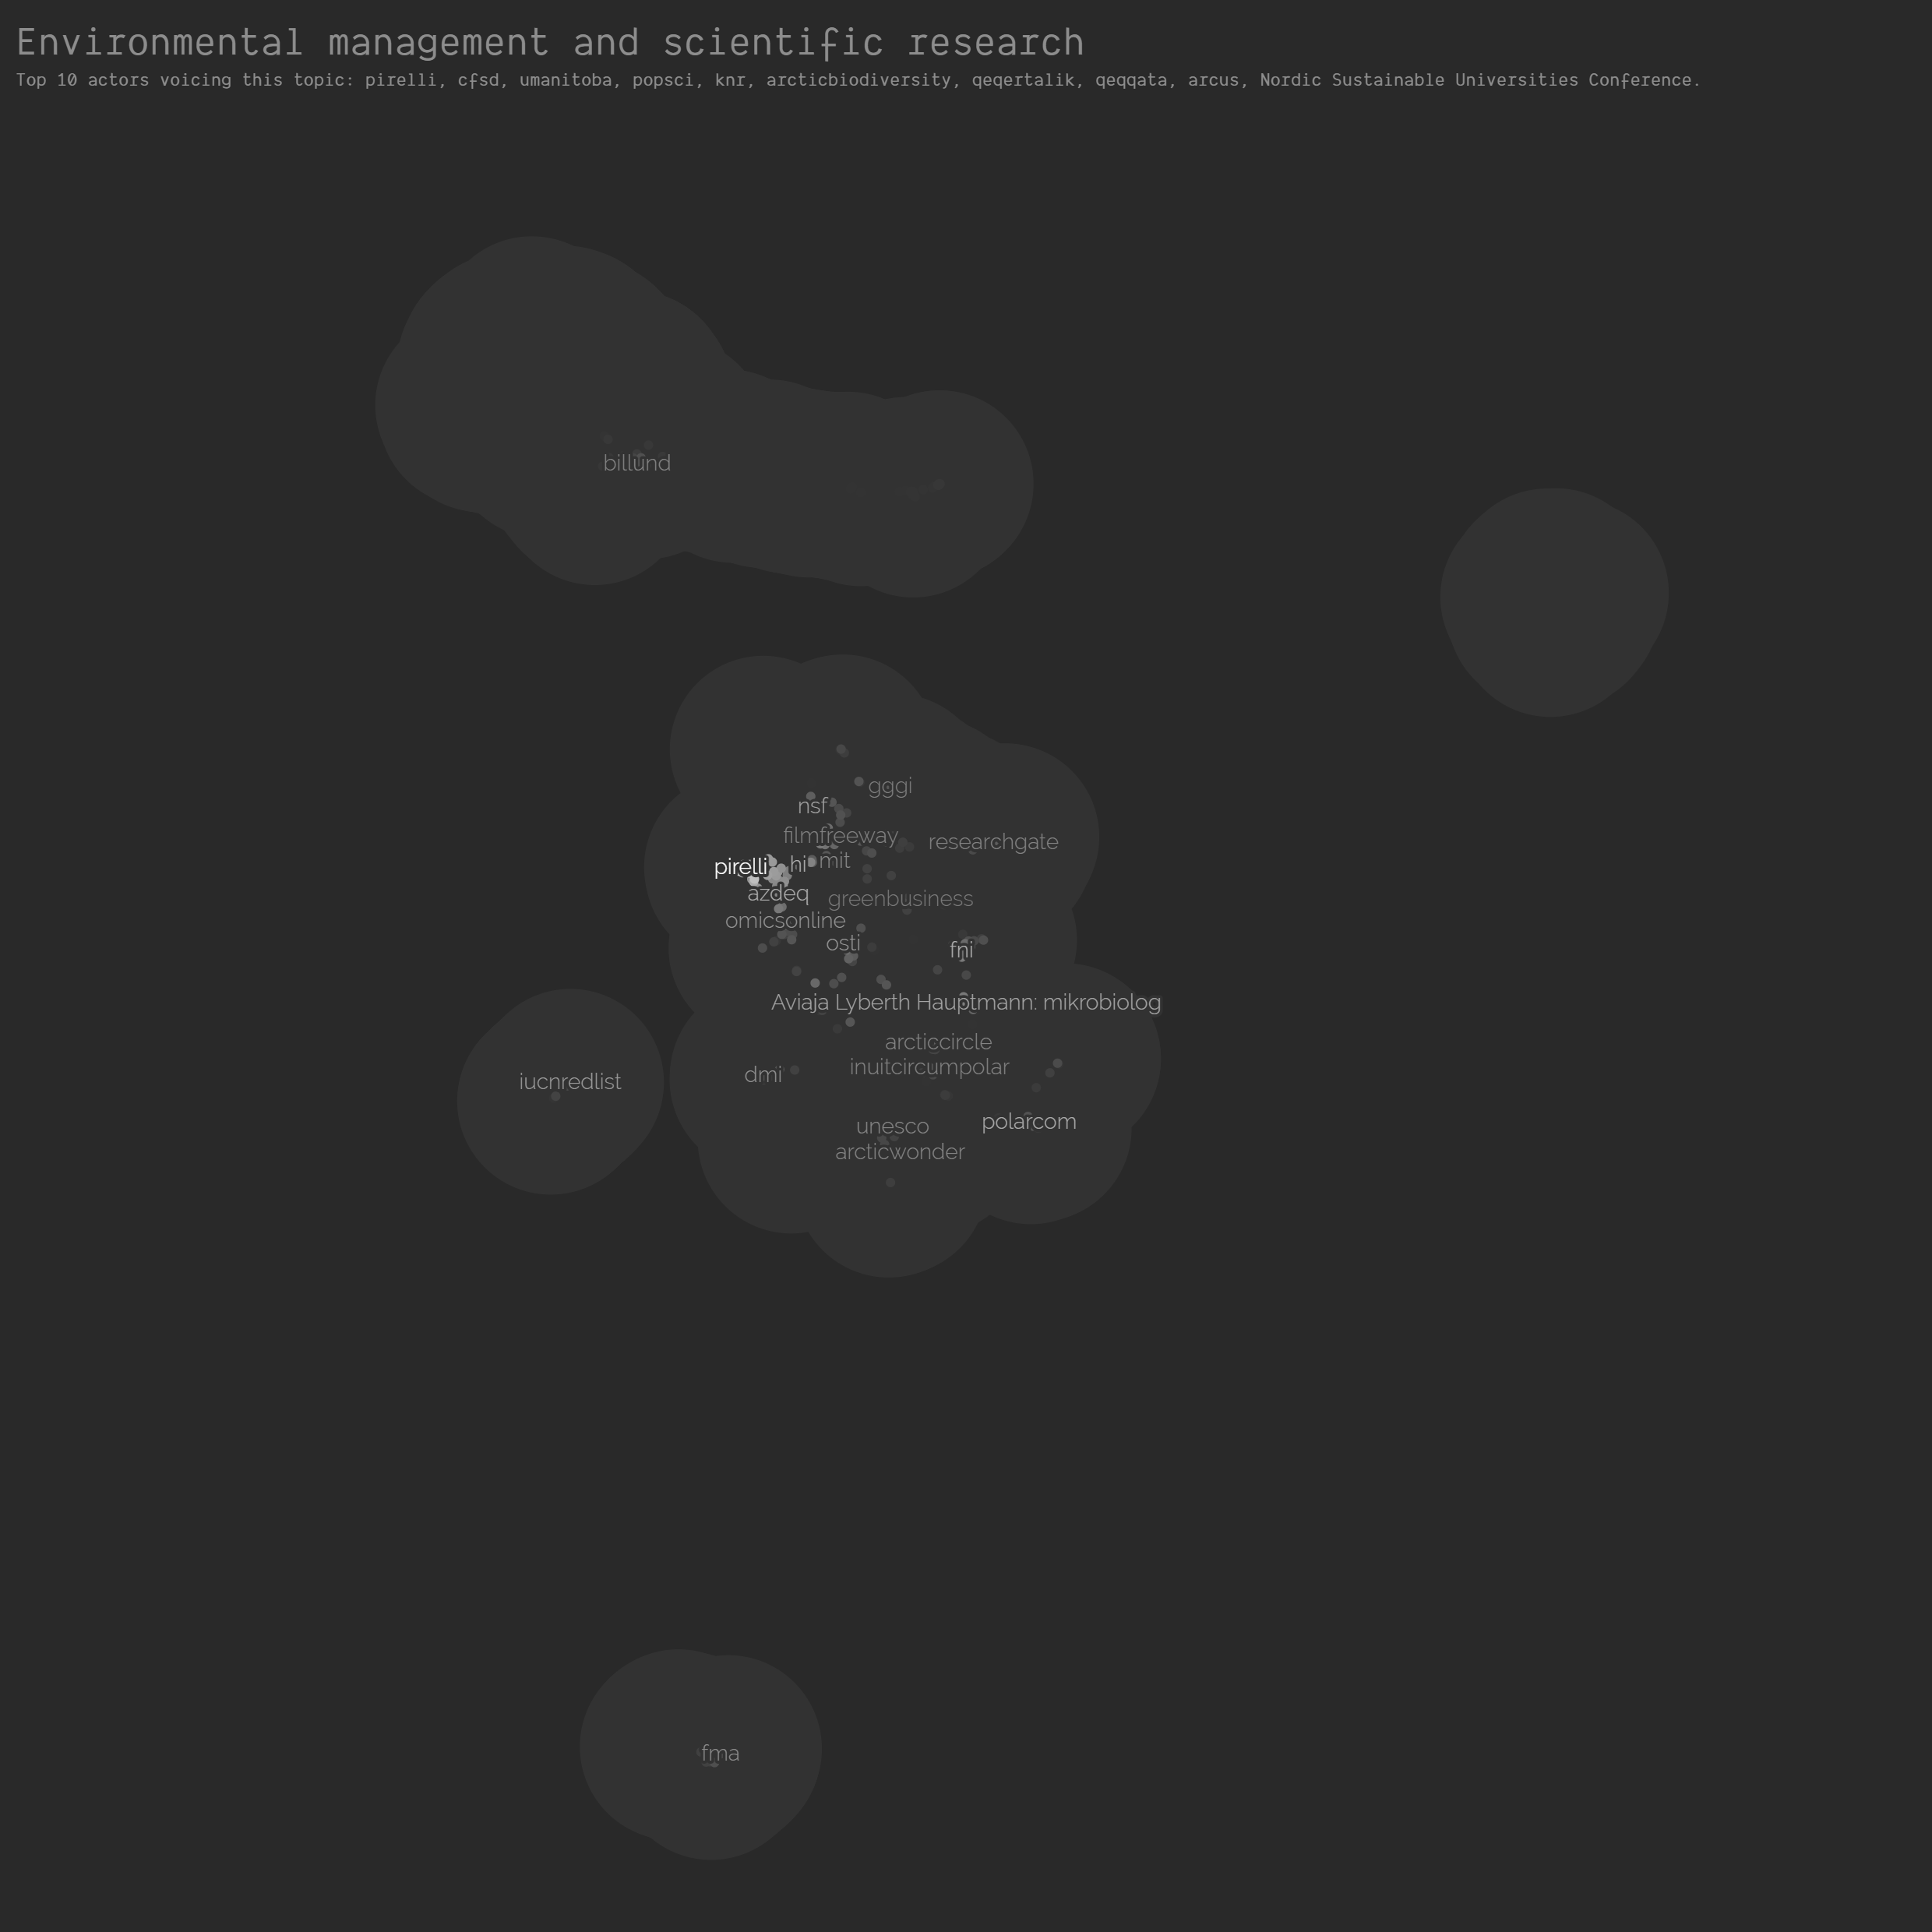 Environmental management and scientific research
Top 10 actors voicing this topic: pirelli, cfsd, umanitoba, popsci, knr, arcticbiodiversity, qeqertalik, qeqqata, arcus, Nordic Sustainable Universities Conference.
billund
gggi
nsf
filmfreeway
researchgate
pirelli
hi
mit
azdeq
greenbusiness
omicsonline
osti
fni
Aviaja Lyberth Hauptmann: mikrobiolog
arcticcircle
inuitcircumpolar
dmi
iucnredlist
polarcom
unesco
arcticwonder
fma